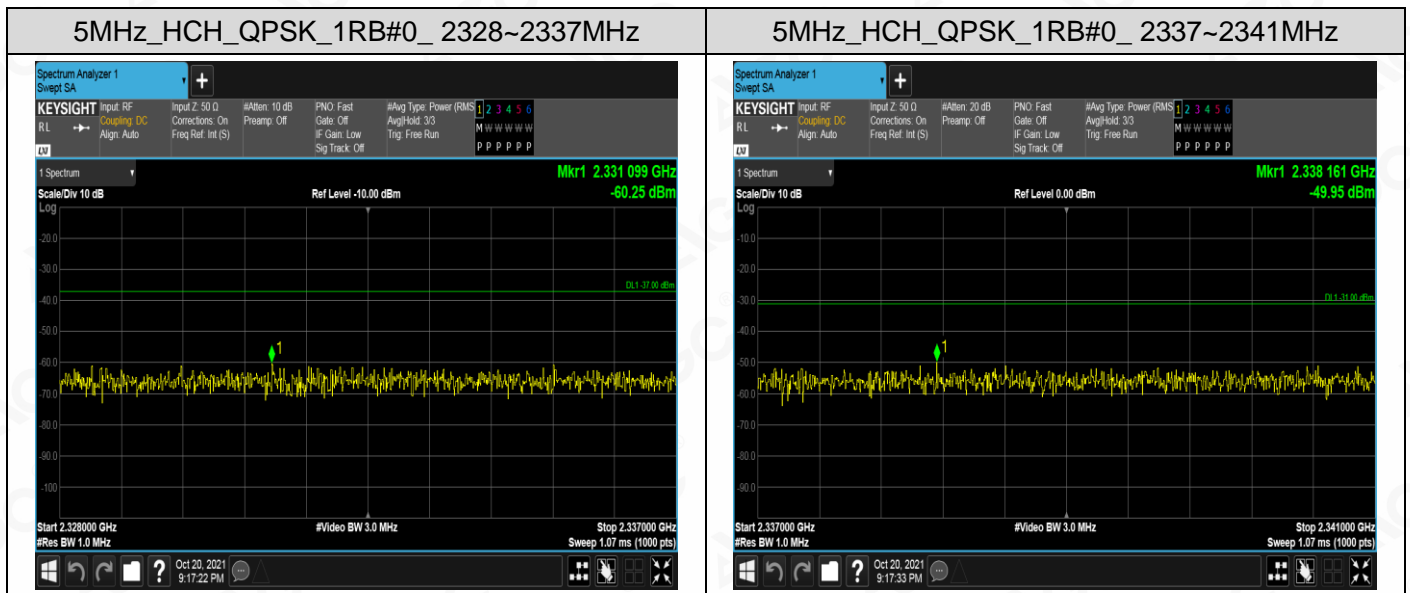 5MHz_HCH_QPSK_1RB#0_ 2328~2337MHz
Spectrum Analyzer 1
Swept SA
+
KEYSIGHT Input: RF Input Z: 50 Ω #Atten: 10 dB PNO: Fast #Avg Type: Power (RMS 1 2 3 4 5 6
RL Coupling: DC Corrections: On Preamp: Off Gate: Off Avg|Hold: 3/3 M W W W W W
Align: Auto Freq Ref: Int (S) IF Gain: Low Trig: Free Run
Sig Track: Off P P P P P P
LXI
1 Spectrum
Mkr1 2.331 099 GHz
Scale/Div 10 dB Ref Level -10.00 dBm -60.25 dBm
Log
-20.0
-30.0
DL1 -37.00 dBm
-40.0
-50.0
1
-60.0
-70.0
-80.0
-90.0
-100
Start 2.328000 GHz #Video BW 3.0 MHz Stop 2.337000 GHz
#Res BW 1.0 MHz Sweep 1.07 ms (1000 pts)
? Oct 20, 2021
9:17:22 PM
5MHz_HCH_QPSK_1RB#0_ 2337~2341MHz
Spectrum Analyzer 1
Swept SA
+
KEYSIGHT Input: RF Input Z: 50 Ω #Atten: 20 dB PNO: Fast #Avg Type: Power (RMS 1 2 3 4 5 6
RL Coupling: DC Corrections: On Preamp: Off Gate: Off Avg|Hold: 3/3 M W W W W W
Align: Auto Freq Ref: Int (S) IF Gain: Low Trig: Free Run
Sig Track: Off P P P P P P
LXI
1 Spectrum
Mkr1 2.338 161 GHz
Scale/Div 10 dB Ref Level 0.00 dBm -49.95 dBm
Log
-10.0
-20.0
DL1 -31.00 dBm
-30.0
-40.0
1
-50.0
-60.0
-70.0
-80.0
-90.0
Start 2.337000 GHz #Video BW 3.0 MHz Stop 2.341000 GHz
#Res BW 1.0 MHz Sweep 1.07 ms (1000 pts)
? Oct 20, 2021
9:17:33 PM